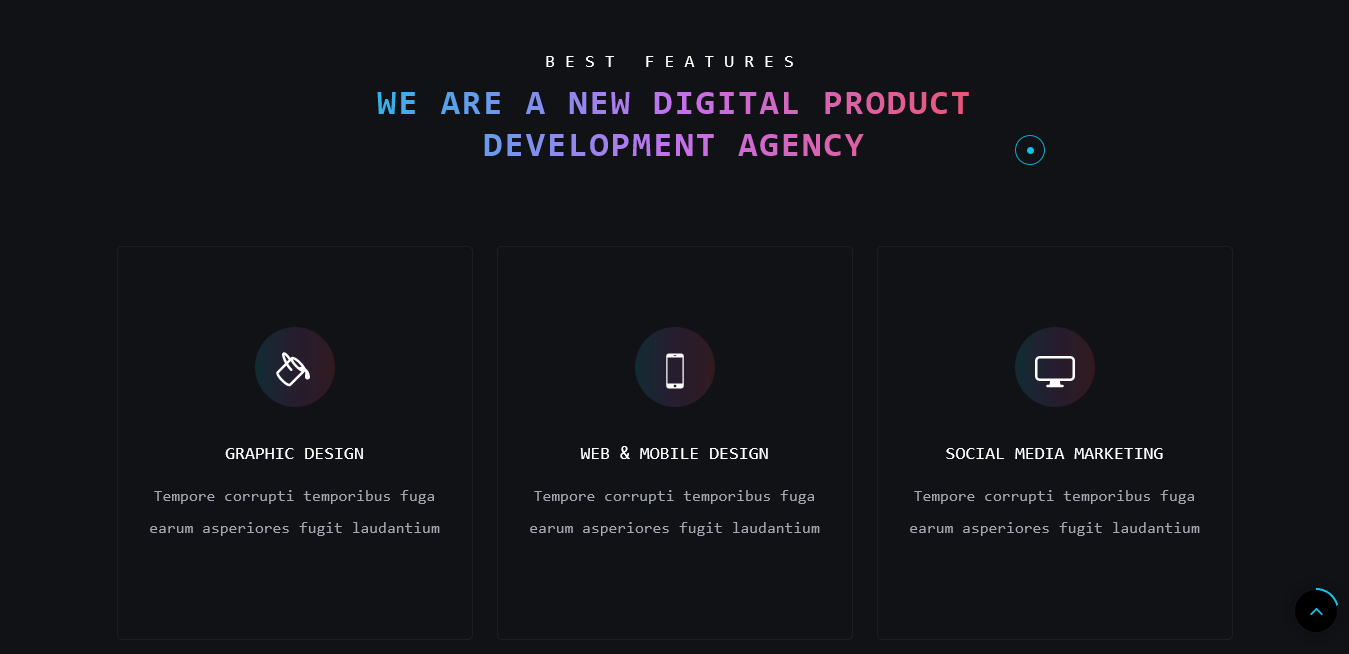 BEST FEATURES
WE ARE A NEW DIGITAL PRODUCT
DEVELOPMENT AGENCY
GRAPHIC DESIGN
Tempore corrupti temporibus fuga
earum asperiores fugit laudantium
WEB & MOBILE DESIGN
Tempore corrupti temporibus fuga
earum asperiores fugit laudantium
SOCIAL MEDIA MARKETING
Tempore corrupti temporibus fuga
earum asperiores fugit laudantium